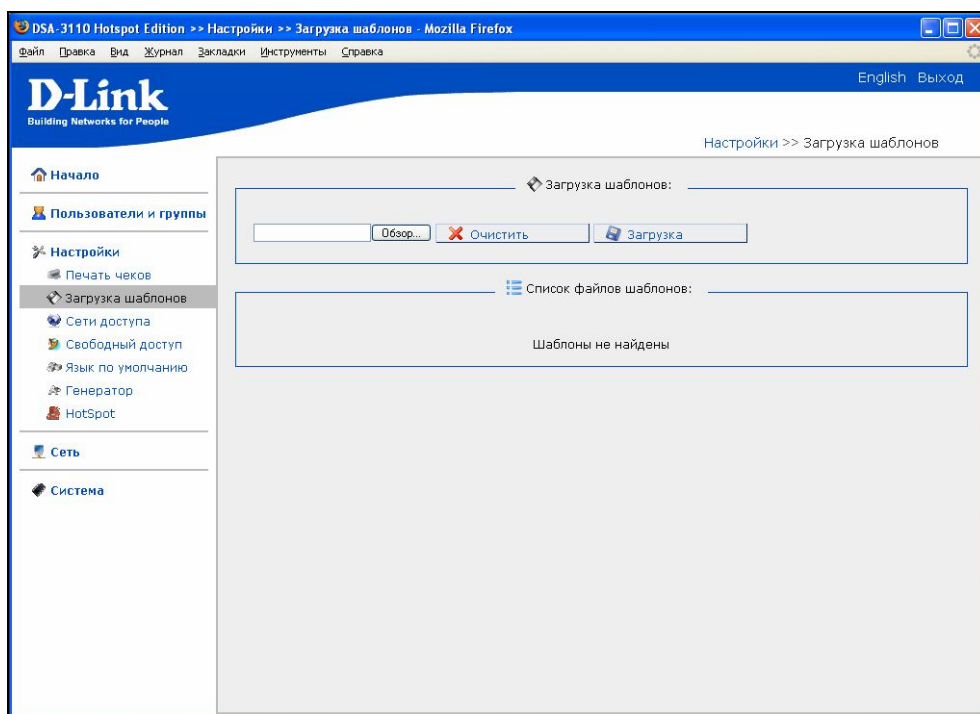 DSA-3110 Hotspot Edition >> Настройки >> Загрузка шаблонов - Mozilla Firefox
Файл Правка Вид Журнал Закладки Инструменты Справка
English Выход
D-Link
Building Networks for People
Настройки >> Загрузка шаблонов
Начало
Пользователи и группы
Настройки
Печать чеков
Загрузка шаблонов
Сети доступа
Свободный доступ
Язык по умолчанию
Генератор
HotSpot
Сеть
Система
Загрузка шаблонов:
Обзор... Очистить Загрузка
Список файлов шаблонов:
Шаблоны не найдены